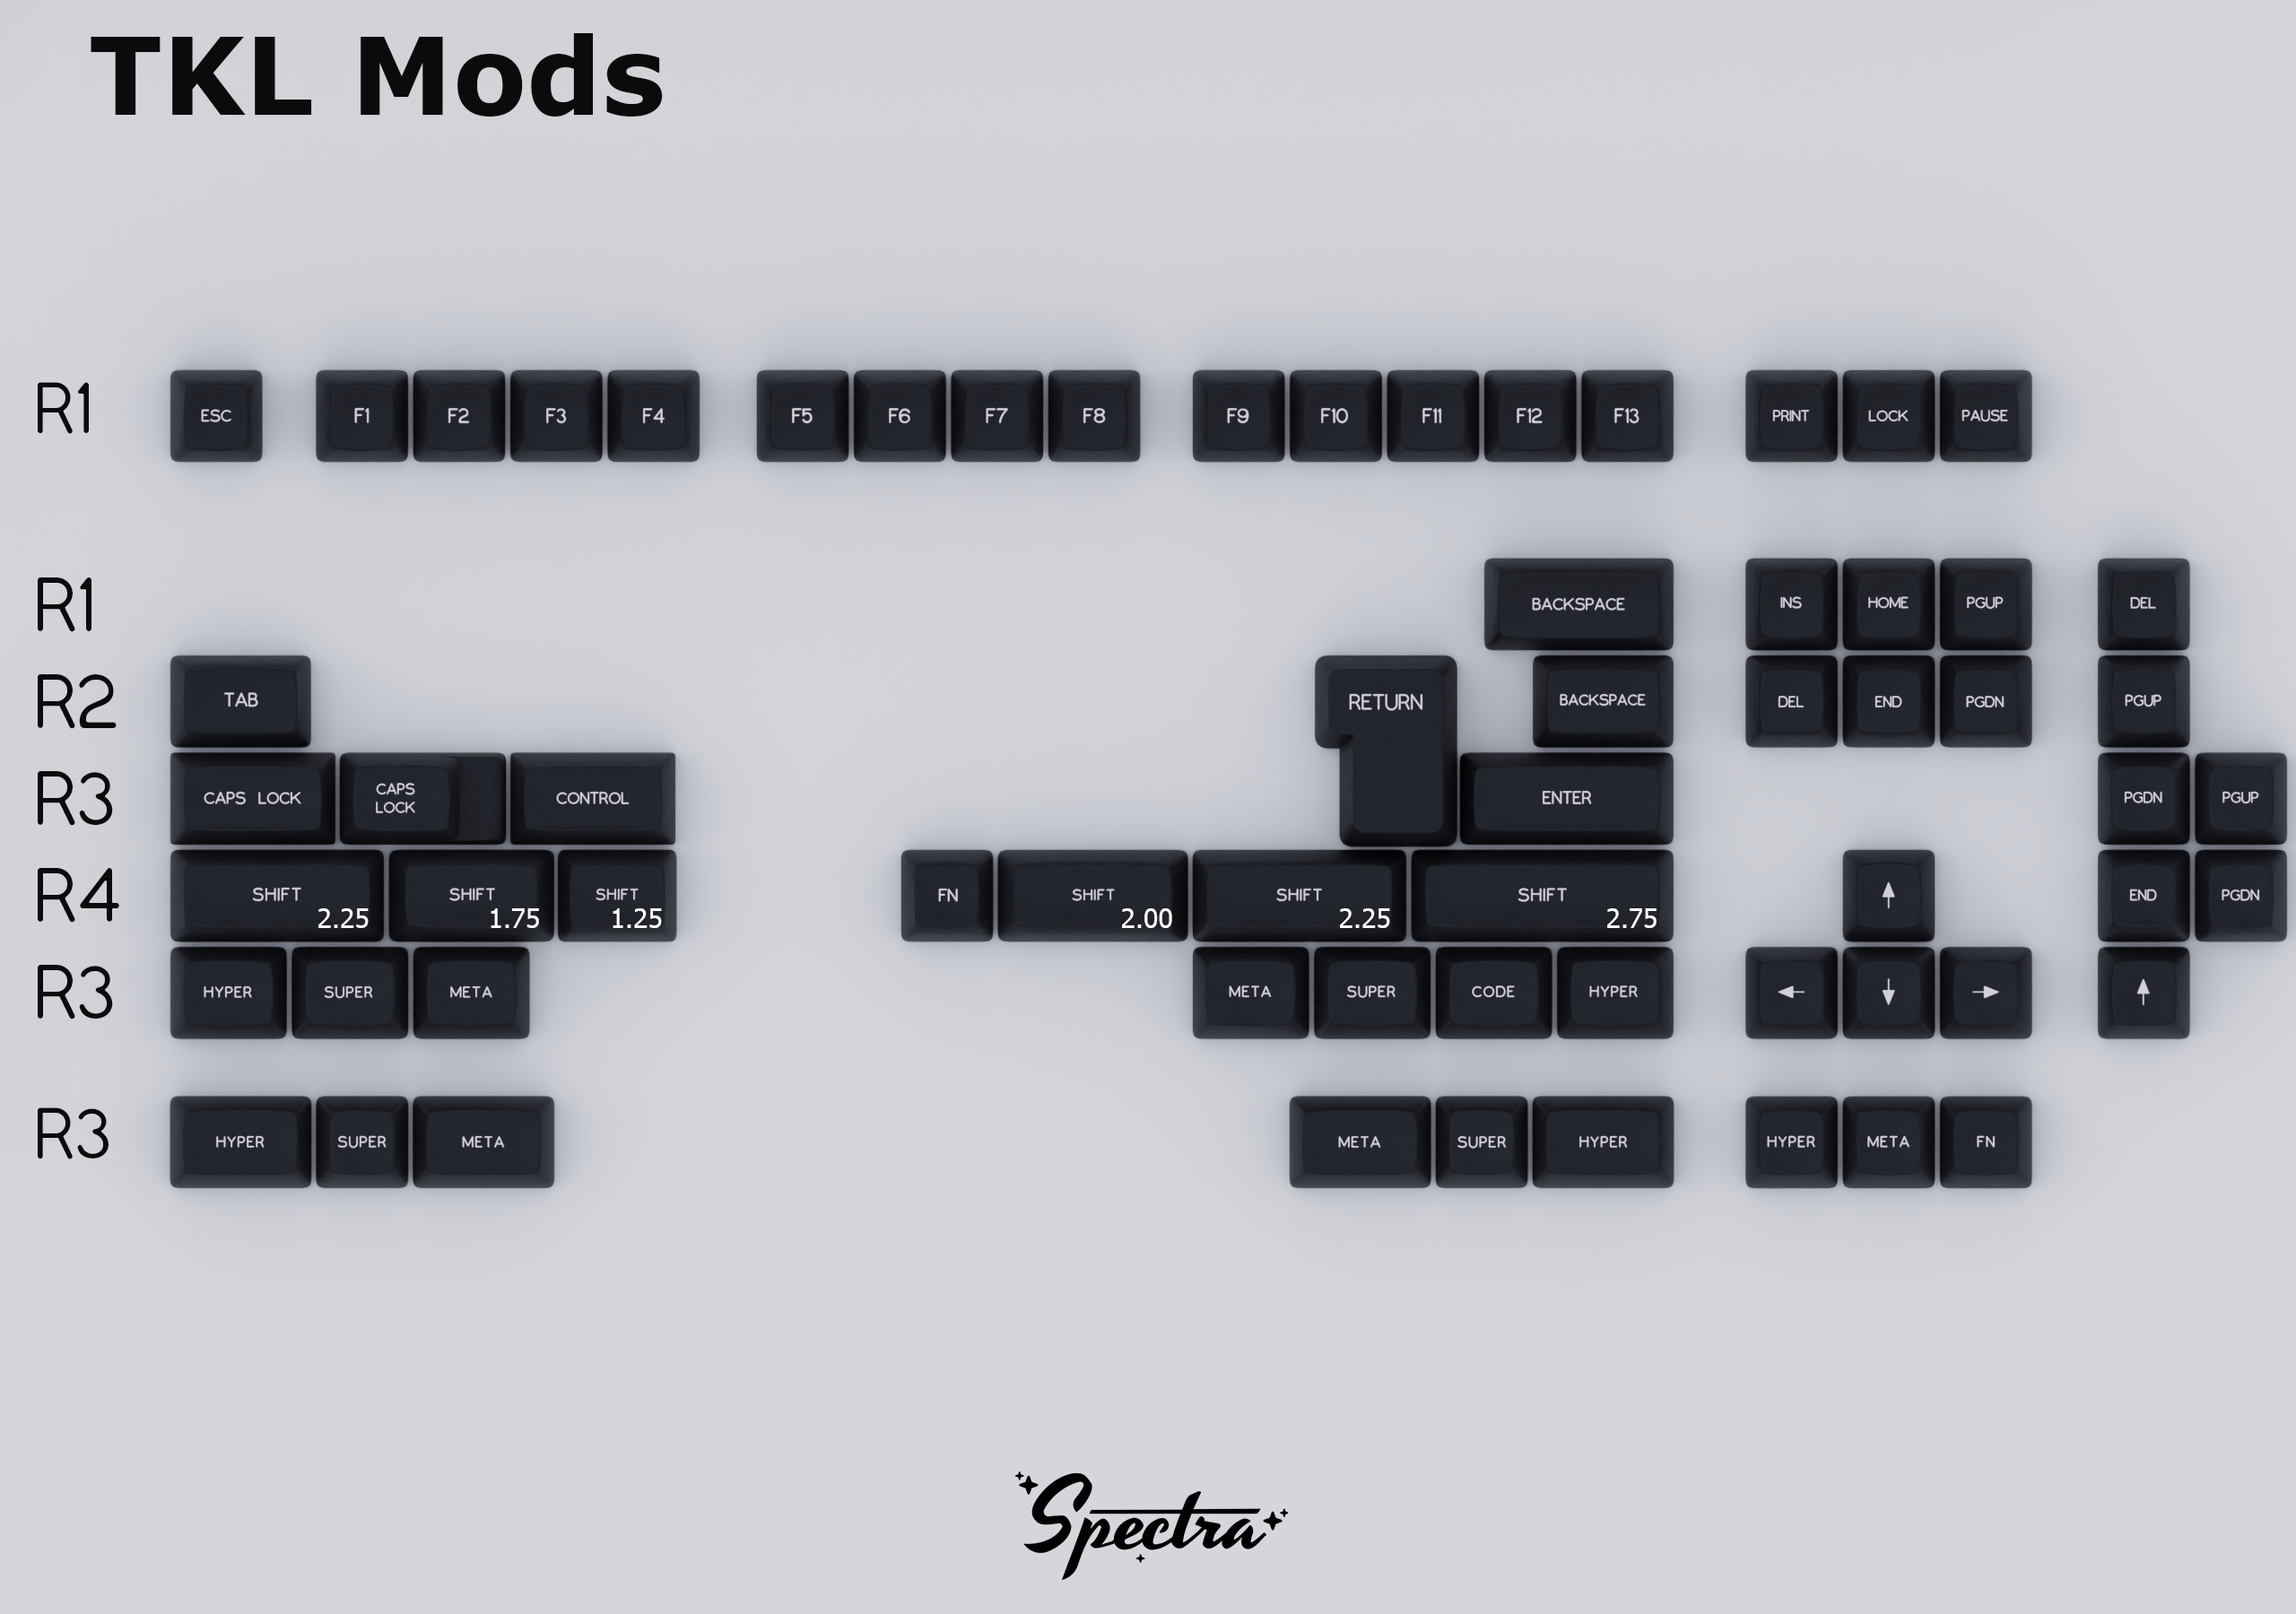 TKL Mods
R1 ESC F1 F2 F3 F4 F5 F6 F7 F8 F9 F10 F11 F12 F13 PRINT LOCK PAUSE
R1 BACKSPACE INS HOME PGUP DEL
R2 TAB RETURN BACKSPACE DEL END PGDN PGUP
R3 CAPS LOCK CAPS LOCK CONTROL ENTER PGDN PGUP
R4 SHIFT 2.25 SHIFT 1.75 SHIFT 1.25 FN SHIFT 2.00 SHIFT 2.25 SHIFT 2.75 ↑ END PGDN
R3 HYPER SUPER META META SUPER CODE HYPER ← ↓ → ↑
R3 HYPER SUPER META META SUPER HYPER HYPER META FN
Spectra